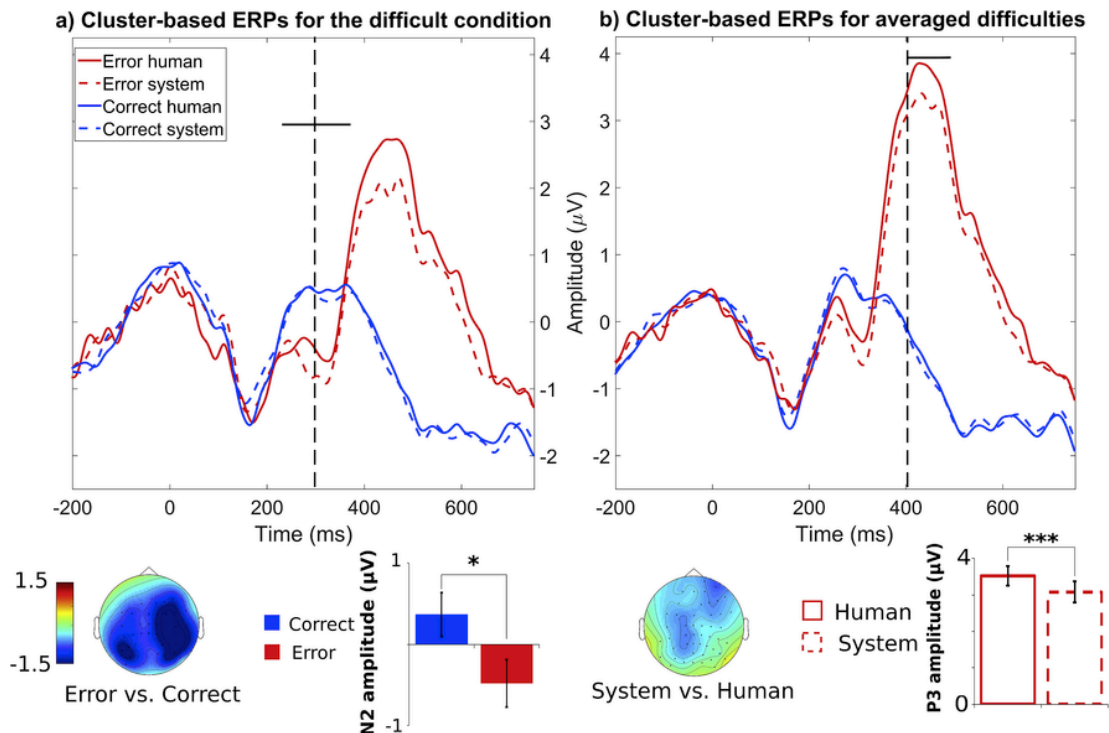 a) Cluster-based ERPs for the difficult condition
b) Cluster-based ERPs for averaged difficulties
Error human
Error system
Correct human
Correct system
4
3
2
1
0
-1
-2
Amplitude (µV)
4
3
2
1
0
-1
-2
-200 0 200 400 600
Time (ms)
-200 0 200 400 600
Time (ms)
1.5
-1.5
Error vs. Correct
Correct
Error
N2 amplitude (µV)
1
-1
*
System vs. Human
Human
System
P3 amplitude (µV)
4
0
***